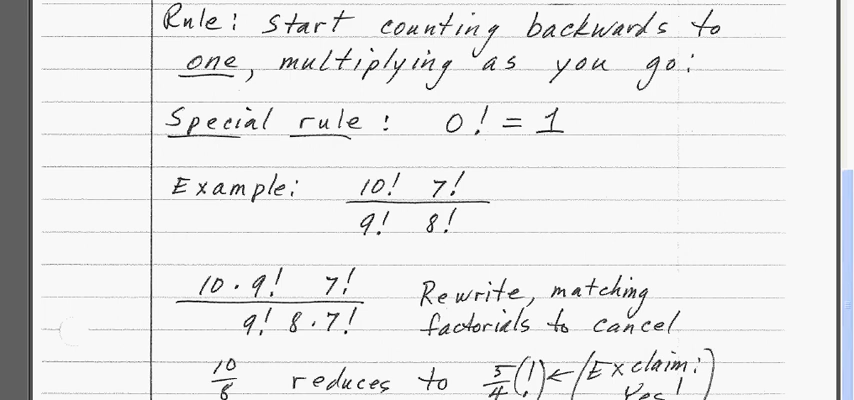 Rule: Start counting backwards to
one, multiplying as you go:
Special rule: 0! = 1
Example: 10! 7!
9! 8!
10 · 9! 7! Rewrite, matching
9! 8 · 7! factorials to cancel
10/8 reduces to 5/4 (!) ← (Exclaim:
Yes!)